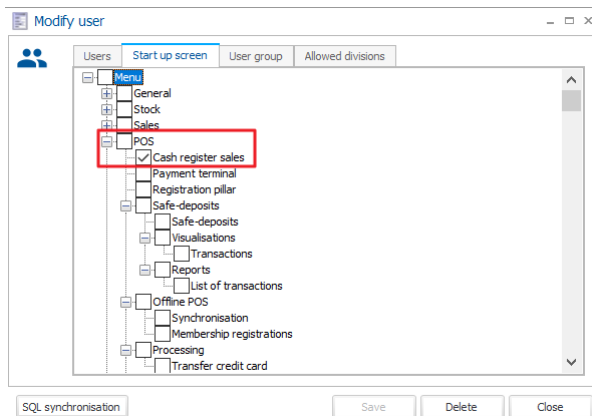 Modify user
Users Start up screen User group Allowed divisions
Menu
General
Stock
Sales
POS
Cash register sales
Payment terminal
Registration pillar
Safe-deposits
Safe-deposits
Visualisations
Transactions
Reports
List of transactions
Offline POS
Synchronisation
Membership registrations
Processing
Transfer credit card
SQL synchronisation Save Delete Close